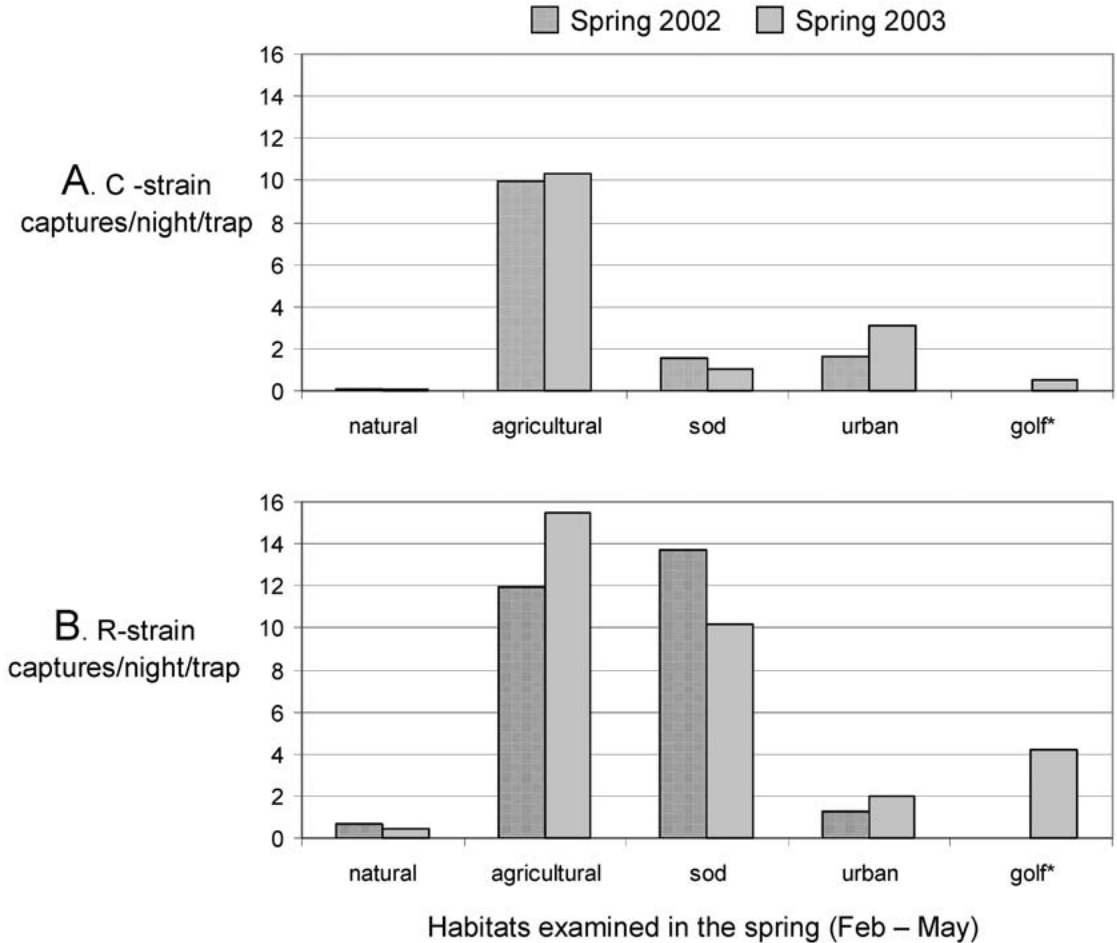 Spring 2002 Spring 2003
16
14
12
10
8
6
4
2
0
A. C -strain
captures/night/trap
natural agricultural sod urban golf*
16
14
12
10
8
6
4
2
0
B. R-strain
captures/night/trap
natural agricultural sod urban golf*
Habitats examined in the spring (Feb – May)